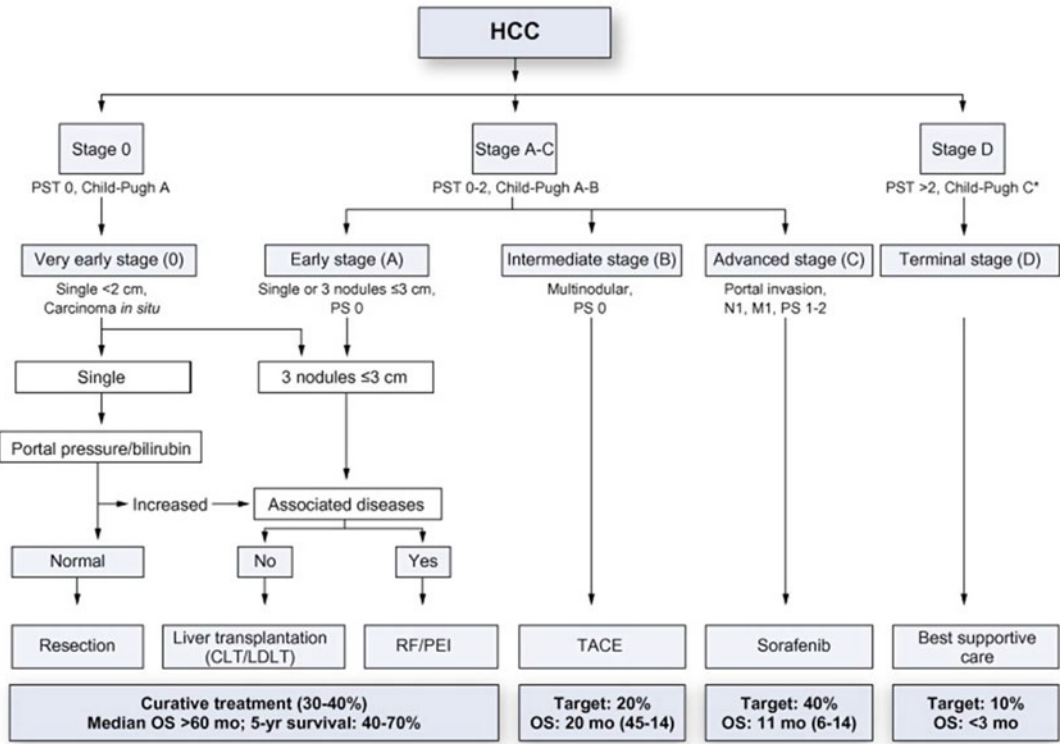 HCC
Stage 0
PST 0, Child-Pugh A
Stage A-C
PST 0-2, Child-Pugh A-B
Stage D
PST >2, Child-Pugh C*
Very early stage (0)
Single <2 cm,
Carcinoma in situ
Early stage (A)
Single or 3 nodules ≤3 cm,
PS 0
Intermediate stage (B)
Multinodular,
PS 0
Advanced stage (C)
Portal invasion,
N1, M1, PS 1-2
Terminal stage (D)
Single
3 nodules ≤3 cm
Portal pressure/bilirubin
Increased
Associated diseases
Normal
No
Yes
Resection
Liver transplantation
(CLT/LDLT)
RF/PEI
TACE
Sorafenib
Best supportive
care
Curative treatment (30-40%)
Median OS >60 mo; 5-yr survival: 40-70%
Target: 20%
OS: 20 mo (45-14)
Target: 40%
OS: 11 mo (6-14)
Target: 10%
OS: <3 mo